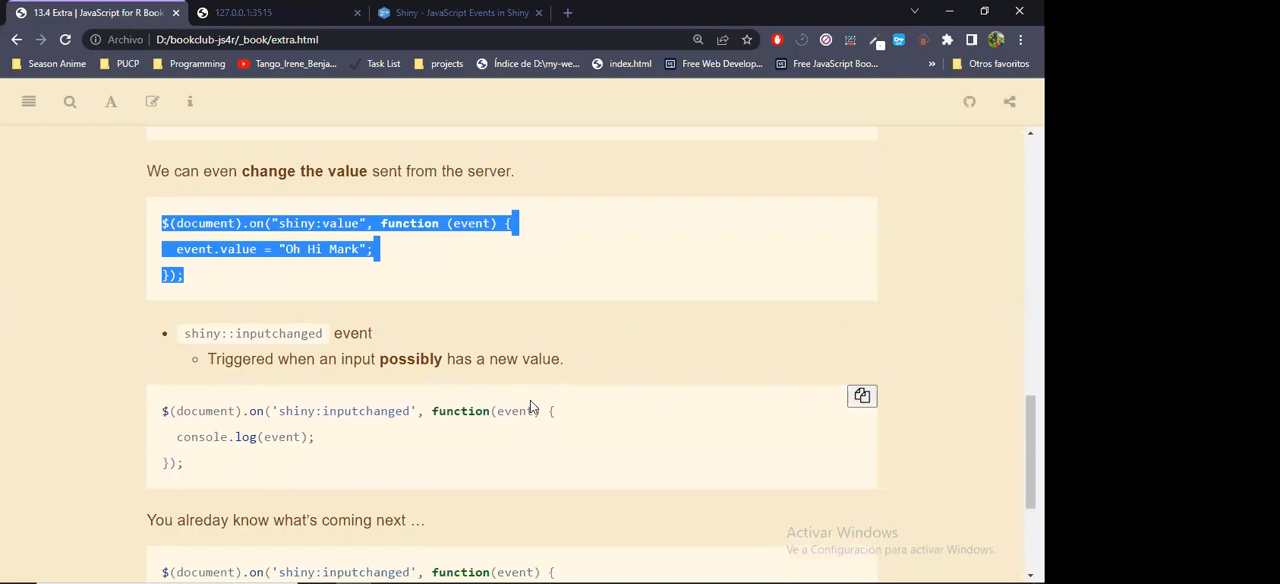 13.4 Extra | JavaScript for R Book
127.0.0.1:3515
Shiny - JavaScript Events in Shiny
Archivo
D:/bookclub-js4r/_book/extra.html
Season Anime
PUCP
Programming
Tango_Irene_Benja...
Task List
projects
Índice de D:\my-we...
index.html
Free Web Develop...
Free JavaScript Boo...
»
Otros favoritos
We can even change the value sent from the server.
$(document).on("shiny:value", function (event) {
event.value = "Oh Hi Mark";
});
shiny::inputchanged event
Triggered when an input possibly has a new value.
$(document).on('shiny:inputchanged', function(event) {
console.log(event);
});
You alreday know what's coming next …
$(document).on('shiny:inputchanged', function(event) {
Activar Windows
Ve a Configuración para activar Windows.